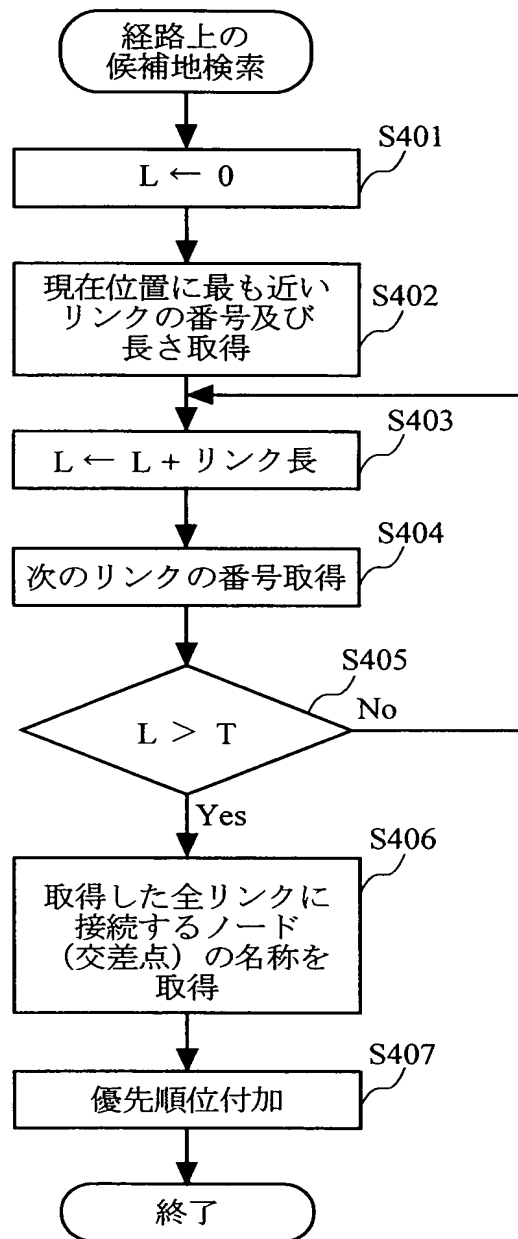 経路上の
候補地検索
S401
L ← 0
S402
現在位置に最も近い
リンクの番号及び
長さ取得
S403
L ← L + リンク長
S404
次のリンクの番号取得
S405
L > T
No
Yes
S406
取得した全リンクに
接続するノード
（交差点）の名称を
取得
S407
優先順位付加
終了